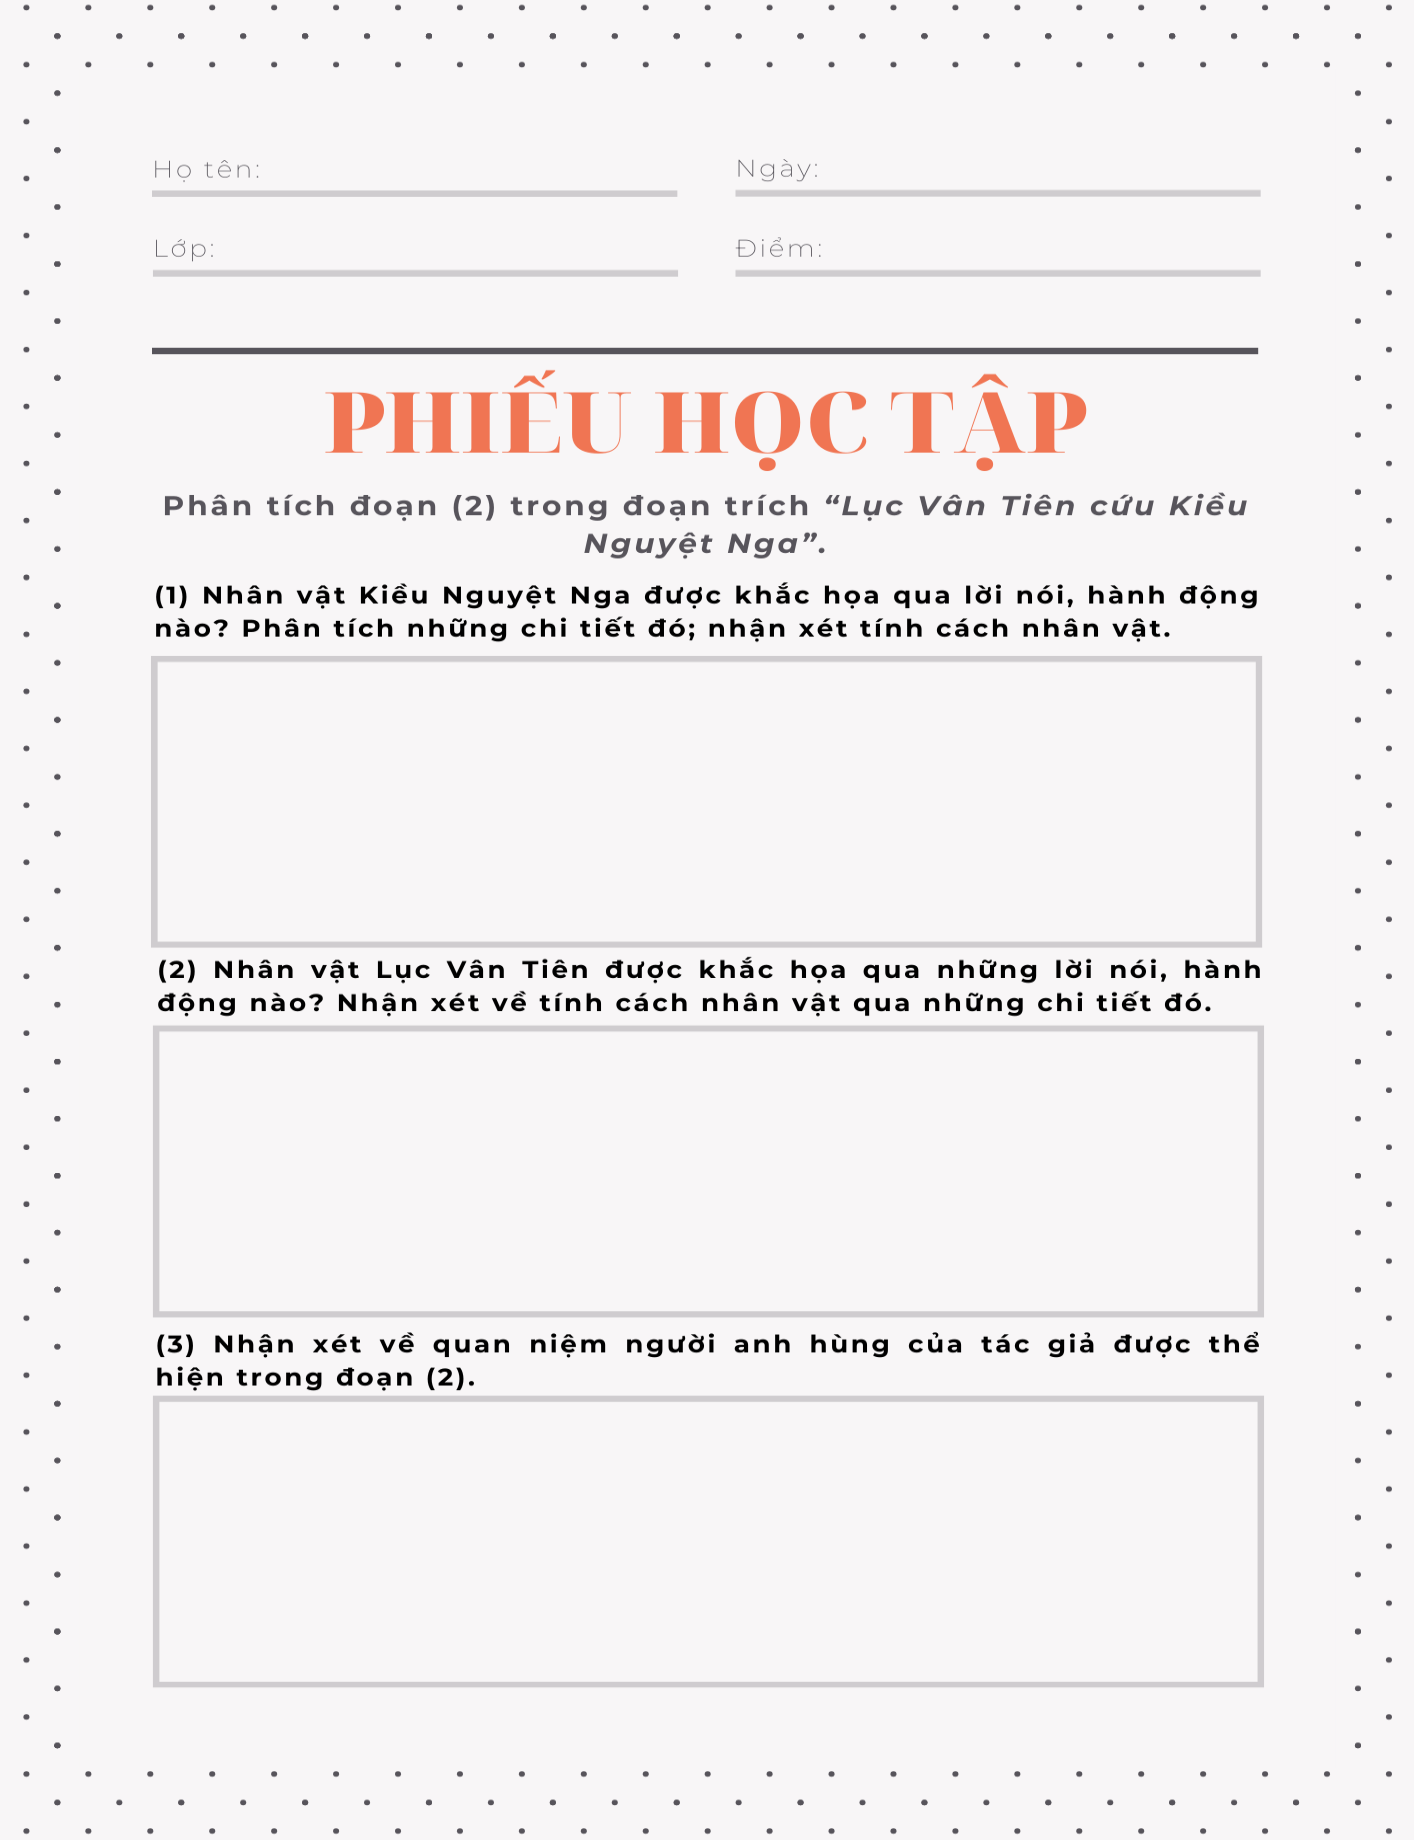 Họ tên:
Ngày:
Lớp:
Điểm:
PHIẾU HỌC TẬP
Phân tích đoạn (2) trong đoạn trích “Lục Vân Tiên cứu Kiều
Nguyệt Nga”.
(1) Nhân vật Kiều Nguyệt Nga được khắc họa qua lời nói, hành động
nào? Phân tích những chi tiết đó; nhận xét tính cách nhân vật.
(2) Nhân vật Lục Vân Tiên được khắc họa qua những lời nói, hành
động nào? Nhận xét về tính cách nhân vật qua những chi tiết đó.
(3) Nhận xét về quan niệm người anh hùng của tác giả được thể
hiện trong đoạn (2).